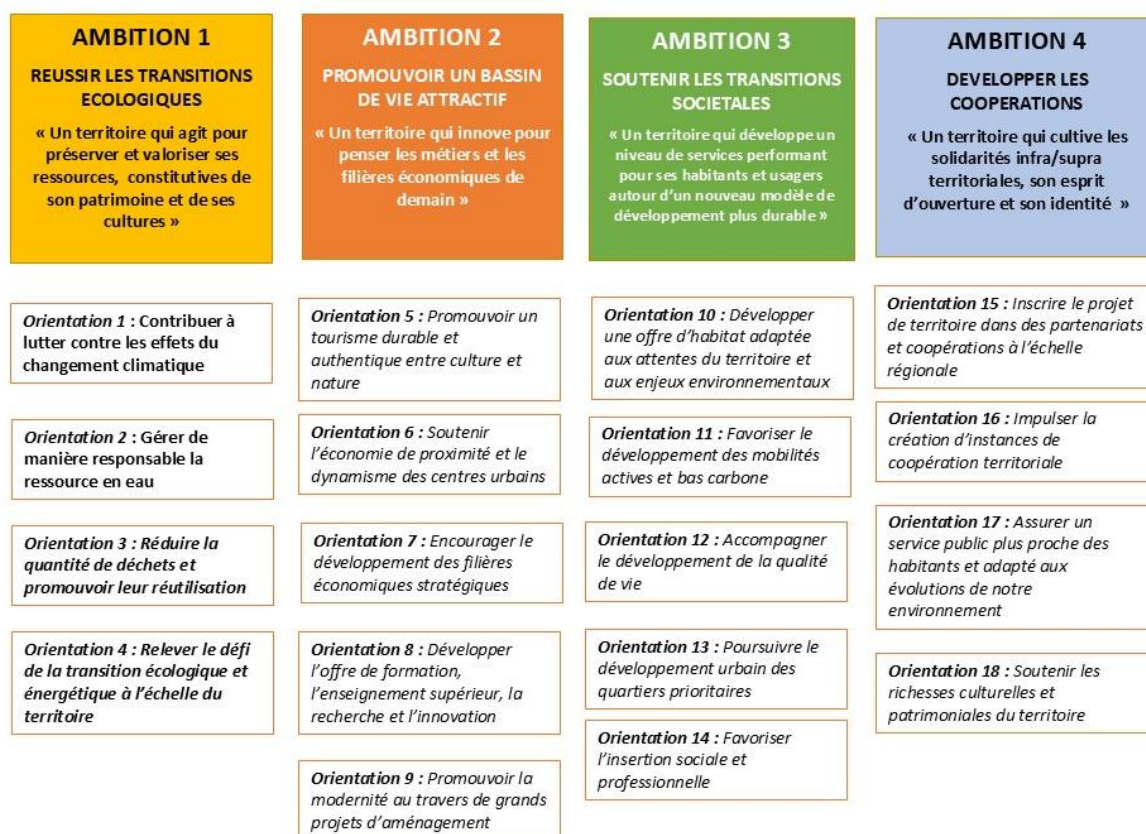 AMBITION 1
REUSSIR LES TRANSITIONS
ECOLOGIQUES
« Un territoire qui agit pour
préserver et valoriser ses
ressources, constitutives de
son patrimoine et de ses
cultures »
Orientation 1 : Contribuer à
lutter contre les effets du
changement climatique
Orientation 2 : Gérer de
manière responsable la
ressource en eau
Orientation 3 : Réduire la
quantité de déchets et
promouvoir leur réutilisation
Orientation 4 : Relever le défi
de la transition écologique et
énergétique à l’échelle du
territoire
AMBITION 2
PROMOUVOIR UN BASSIN
DE VIE ATTRACTIF
« Un territoire qui innove pour
penser les métiers et les
filières économiques de
demain »
Orientation 5 : Promouvoir un
tourisme durable et
authentique entre culture et
nature
Orientation 6 : Soutenir
l’économie de proximité et le
dynamisme des centres urbains
Orientation 7 : Encourager le
développement des filières
économiques stratégiques
Orientation 8 : Développer
l’offre de formation,
l’enseignement supérieur, la
recherche et l’innovation
Orientation 9 : Promouvoir la
modernité au travers de grands
projets d’aménagement
AMBITION 3
SOUTENIR LES TRANSITIONS
SOCIETALES
« Un territoire qui développe un
niveau de services performant
pour ses habitants et usagers
autour d’un nouveau modèle de
développement plus durable »
Orientation 10 : Développer
une offre d’habitat adaptée
aux attentes du territoire et
aux enjeux environnementaux
Orientation 11 : Favoriser le
développement des mobilités
actives et bas carbone
Orientation 12 : Accompagner
le développement de la qualité
de vie
Orientation 13 : Poursuivre le
développement urbain des
quartiers prioritaires
Orientation 14 : Favoriser
l’insertion sociale et
professionnelle
AMBITION 4
DEVELOPPER LES
COOPERATIONS
« Un territoire qui cultive les
solidarités infra/supra
territoriales, son esprit
d’ouverture et son identité »
Orientation 15 : Inscrire le projet
de territoire dans des partenariats
et coopérations à l’échelle
régionale
Orientation 16 : Impulser la
création d’instances de
coopération territoriale
Orientation 17 : Assurer un
service public plus proche des
habitants et adapté aux
évolutions de notre
environnement
Orientation 18 : Soutenir les
richesses culturelles et
patrimoniales du territoire